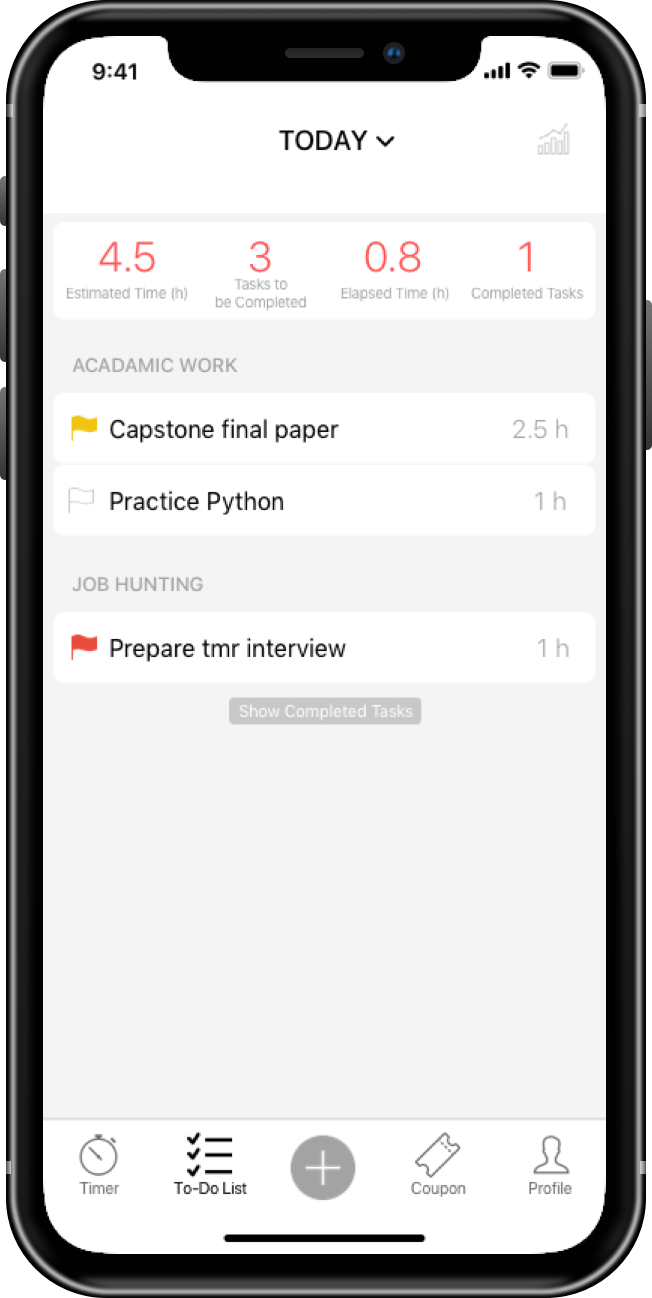 9:41
TODAY
4.5 3 0.8 1
Estimated Time (h) Tasks to be Completed Elapsed Time (h) Completed Tasks
ACADAMIC WORK
Capstone final paper 2.5 h
Practice Python 1 h
JOB HUNTING
Prepare tmr interview 1 h
Show Completed Tasks
Timer To-Do List Coupon Profile